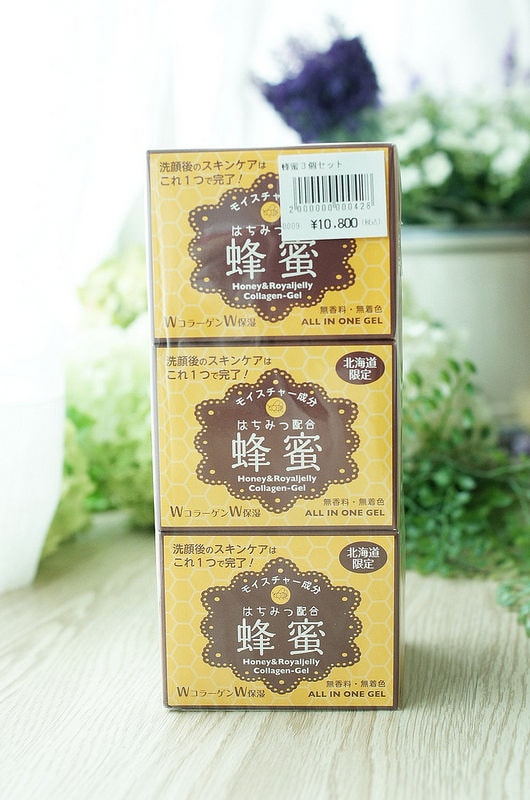 洗顔後のスキンケアは
これ1つで完了!
蜂蜜3個セット
2000000000428
0009 ¥10,800 (税込)
モイスチャ
はちみつ
蜂蜜
Honey&Royaljelly
Collagen-Gel
無香料・無着色
WコラーゲンW保湿
ALL IN ONE GEL
洗顔後のスキンケアは
これ1つで完了!
北海道
限定
モイスチャー成分
はちみつ配合
蜂蜜
Honey&Royaljelly
Collagen-Gel
無香料・無着色
WコラーゲンW保湿
ALL IN ONE GEL
洗顔後のスキンケアは
これ1つで完了!
北海道
限定
モイスチャー成分
はちみつ配合
蜂蜜
Honey&Royaljelly
Collagen-Gel
無香料・無着色
WコラーゲンW保湿
ALL IN ONE GEL